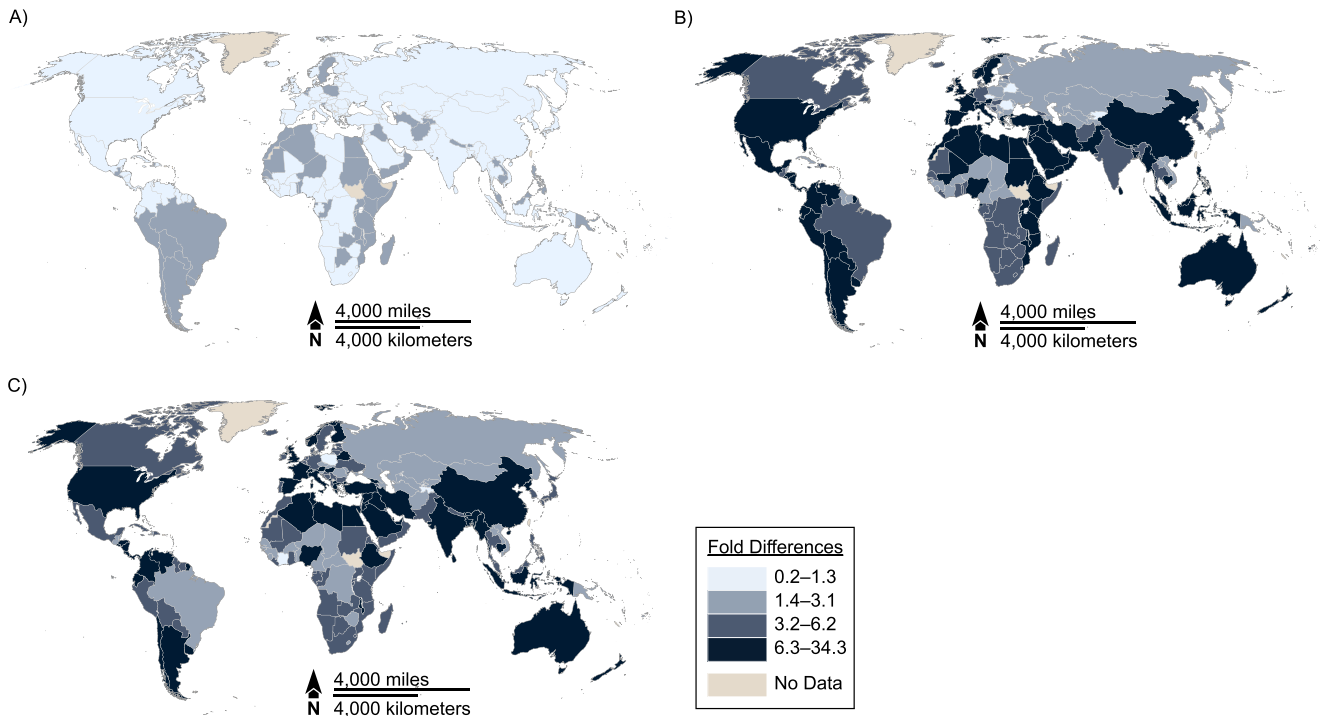 A)
B)
4,000 miles
N
4,000 kilometers
4,000 miles
N
4,000 kilometers
C)
4,000 miles
N
4,000 kilometers
Fold Differences
0.2–1.3
1.4–3.1
3.2–6.2
6.3–34.3
No Data